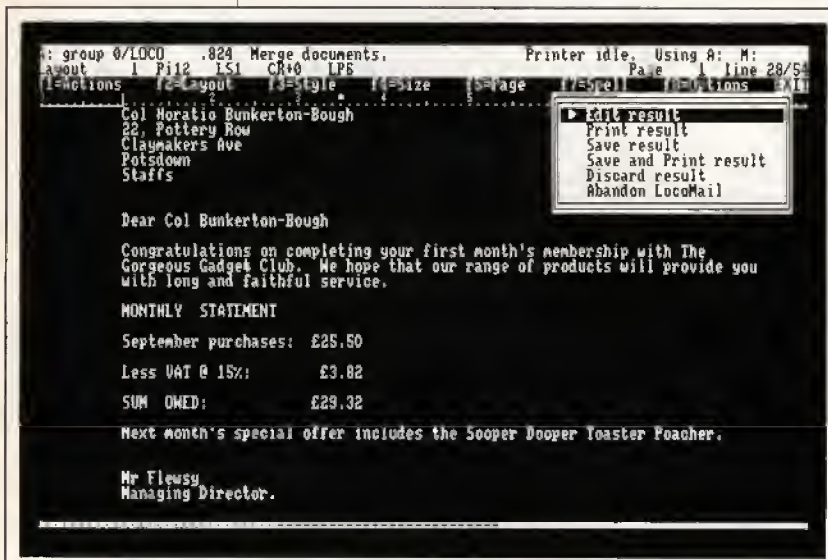 : group 0/LOCO .824 Merge documents. Printer idle. Using A: M:
ayout 1 Pi12 LS1 CR+0 LP6 Pa e 1 line 28/54
f1=Actions f2=Layout f3=Style f4=Size f5=Page f7=Spell f8=Options EXIT
Edit result
Print result
Save result
Save and Print result
Discard result
Abandon LocoMail
Col Horatio Bunkerton-Bough
22, Pottery Row
Claymakers Ave
Potsdown
Staffs
Dear Col Bunkerton-Bough
Congratulations on completing your first month's membership with The
Gorgeous Gadget Club. We hope that our range of products will provide you
with long and faithful service.
MONTHLY STATEMENT
September purchases: £25.50
Less VAT @ 15%: £3.82
SUM OWED: £29.32
Next month's special offer includes the Sooper Dooper Toaster Poacher.
Mr Flewsy
Managing Director.